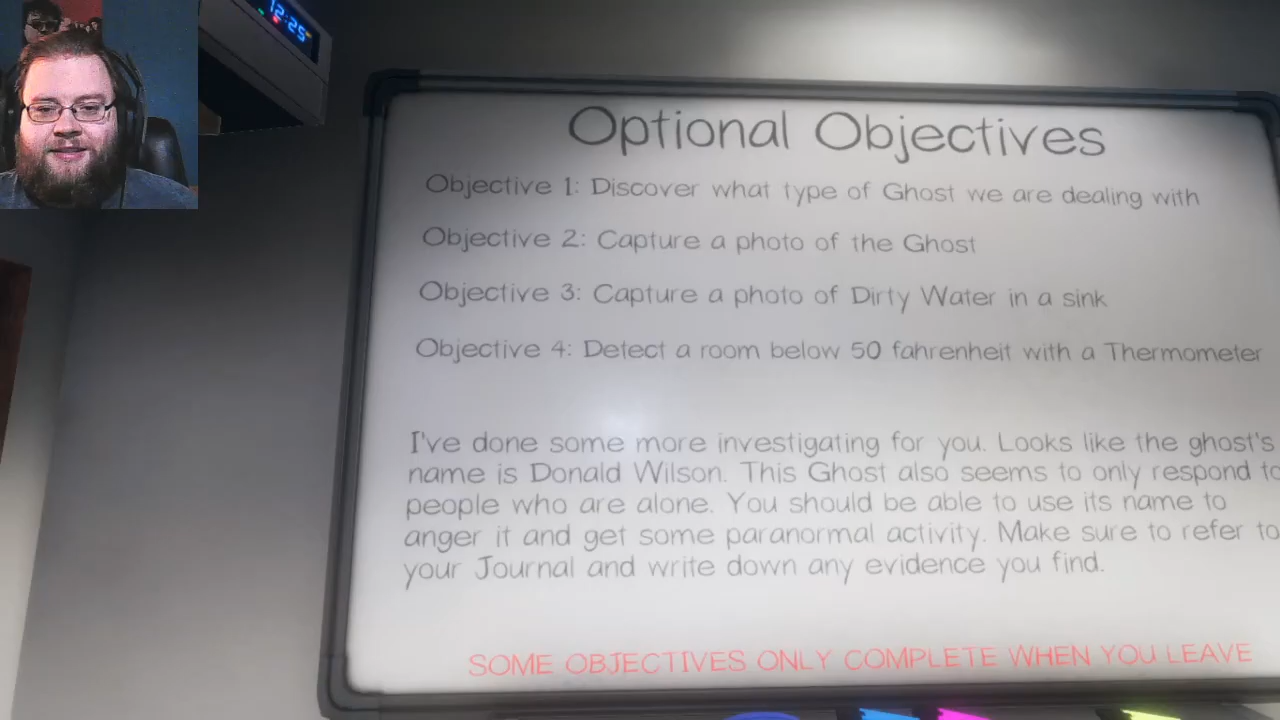 12:25
Optional Objectives
Objective 1: Discover what type of Ghost we are dealing with
Objective 2: Capture a photo of the Ghost
Objective 3: Capture a photo of Dirty Water in a sink
Objective 4: Detect a room below 50 fahrenheit with a Thermometer
I've done some more investigating for you. Looks like the ghost's
name is Donald Wilson. This Ghost also seems to only respond to
people who are alone. You should be able to use its name to
anger it and get some paranormal activity. Make sure to refer to
your Journal and write down any evidence you find.
SOME OBJECTIVES ONLY COMPLETE WHEN YOU LEAVE